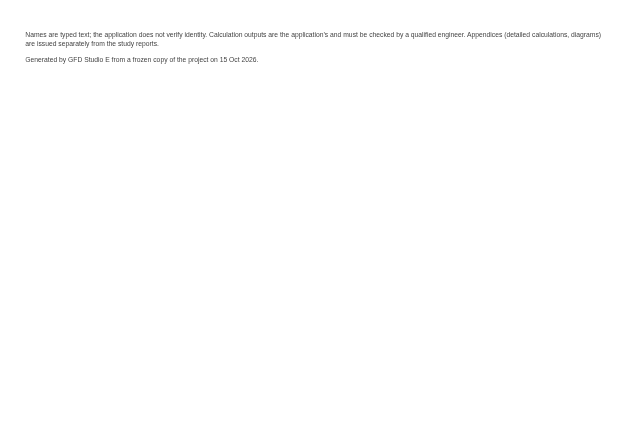 Names are typed text; the application does not verify identity. Calculation outputs are the application's and must be checked by a qualified engineer. Appendices (detailed calculations, diagrams)
are issued separately from the study reports.
Generated by GFD Studio E from a frozen copy of the project on 15 Oct 2026.